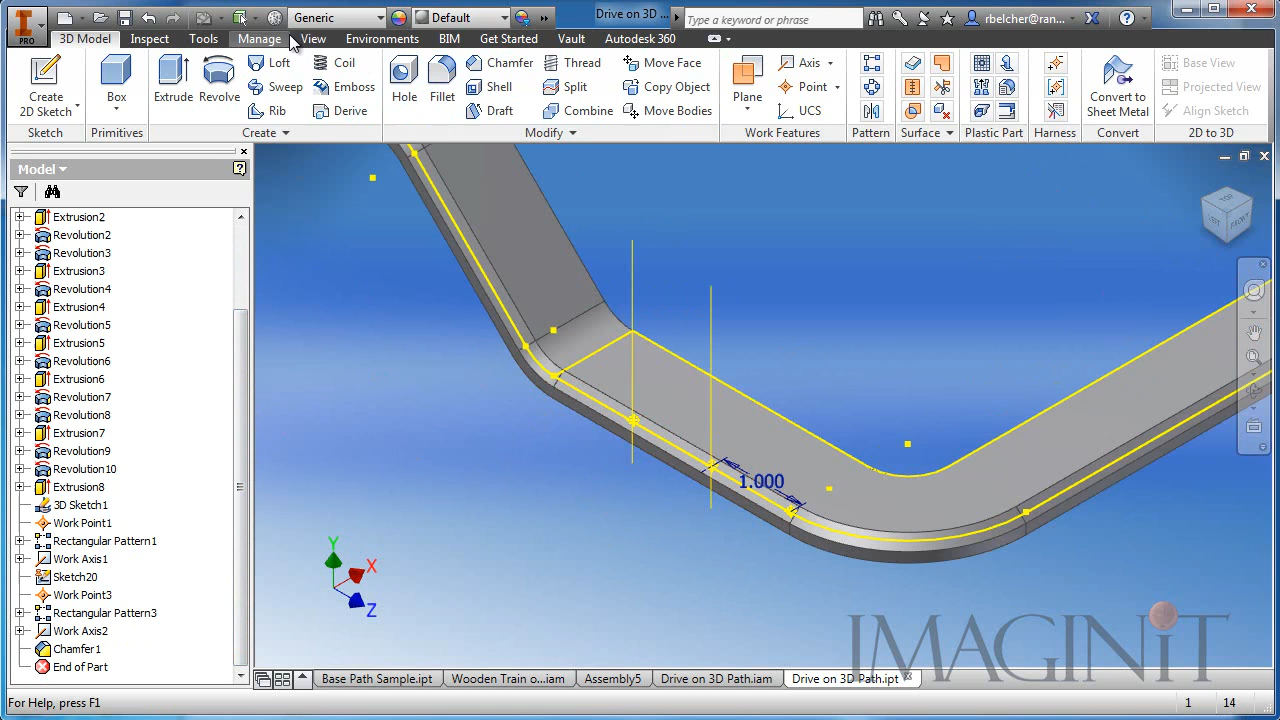 PRO
Generic
Default
Drive on 3D ...
Type a keyword or phrase
rbelcher@ran...
3D Model Inspect Tools Manage View Environments BIM Get Started Vault Autodesk 360
Create
2D Sketch
Box
Extrude
Revolve
Loft
Sweep
Rib
Coil
Emboss
Derive
Hole
Fillet
Chamfer
Shell
Draft
Thread
Split
Combine
Move Face
Copy Object
Move Bodies
Plane
Axis
Point
UCS
Convert to
Sheet Metal
Base View
Projected View
Align Sketch
Sketch Primitives Create Modify Work Features Pattern Surface Plastic Part Harness Convert 2D to 3D
Model
Extrusion2
Revolution2
Revolution3
Extrusion3
Revolution4
Extrusion4
Revolution5
Extrusion5
Revolution6
Extrusion6
Revolution7
Revolution8
Extrusion7
Revolution9
Revolution10
Extrusion8
3D Sketch1
Work Point1
Rectangular Pattern1
Work Axis1
Sketch20
Work Point3
Rectangular Pattern3
Work Axis2
Chamfer1
End of Part
TOP
LEFT
FRONT
1.000
Y
X
Z
IMAGINiT
Base Path Sample.ipt Wooden Train o...iam Assembly5 Drive on 3D Path.iam Drive on 3D Path.ipt
For Help, press F1
1 14